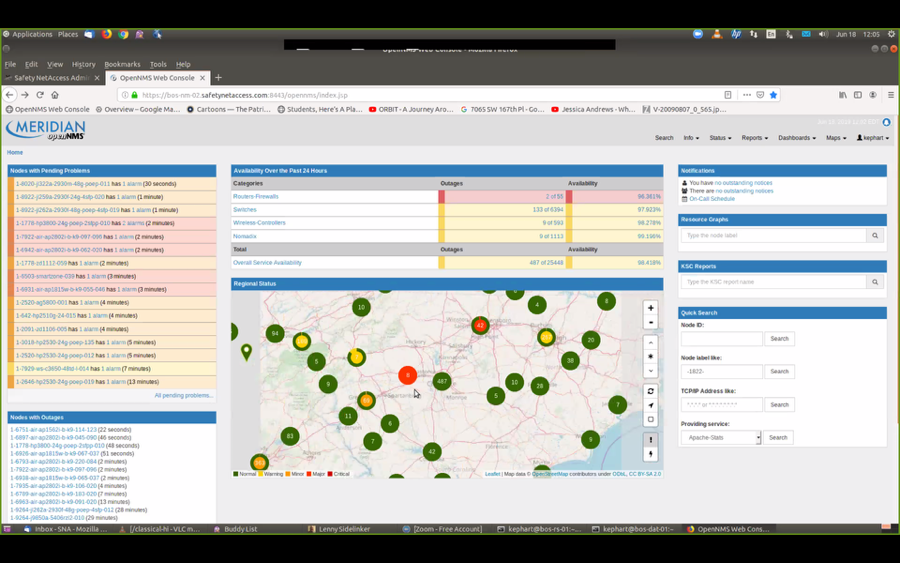 Applications Places
Jun 18 12:05
En
OpenNMS Web Console - Mozilla Firefox
File Edit View History Bookmarks Tools Help
Safety NetAccess Admi
OpenNMS Web Console
https://bos-nm-02.safetynetaccess.com:8443/opennms/index.jsp
OpenNMS Web Console
Overview – Google Ma...
Cartoons — The Patri...
Students, Here's A Pla...
ORBIT - A Journey Aro...
7065 SW 167th Pl - Go...
Jessica Andrews - Wh...
V-20090807_0_565.jp...
MERIDIAN
OpenNMS
Search Info Status Reports Dashboards Maps kephart
Home
Nodes with Pending Problems
1-8020-j322a-2930m-48g-poep-011 has 1 alarm (30 seconds)
1-8922-j259a-2930f-24g-4sfp-020 has 1 alarm (1 minute)
1-8922-j262a-2930f-48g-poep-4sfp-019 has 1 alarm (1 minute)
1-1778-hp3800-24g-poep-2sfpp-010 has 2 alarms (2 minutes)
1-7922-air-ap2802i-b-k9-096-020 has 1 alarm (2 minutes)
1-6942-air-ap2802i-b-k9-062-020 has 1 alarm (2 minutes)
1-1778-zd1112-059 has 1 alarm (2 minutes)
1-6503-smartzone-039 has 1 alarm (3 minutes)
1-6931-air-ap1815w-b-k9-055-046 has 1 alarm (3 minutes)
1-2520-ag5800-001 has 1 alarm (4 minutes)
1-642-hp2510g-24-015 has 1 alarm (4 minutes)
1-2091-zd1100-005 has 1 alarm (4 minutes)
1-3018-hp2530-24g-poep-135 has 1 alarm (5 minutes)
1-2520-hp2530-24g-poep-012 has 1 alarm (5 minutes)
1-7929-ws-c3650-48td-l-014 has 1 alarm (7 minutes)
1-2646-hp2530-24g-poep-019 has 1 alarm (13 minutes)
All pending problems...
Nodes with Outages
1-6751-air-ap1562i-b-k9-114-123 (22 seconds)
1-6897-air-ap2802i-b-k9-045-090 (46 seconds)
1-1778-hp3800-24g-poep-2sfpp-010 (48 seconds)
1-6926-air-ap1815w-b-k9-067-037 (51 seconds)
1-6793-air-ap2802i-b-k9-220-084 (2 minutes)
1-7922-air-ap2802i-b-k9-097-096 (2 minutes)
1-8938-air-ap1815w-b-k9-065-037 (2 minutes)
1-7935-air-ap2802i-b-k9-106-020 (4 minutes)
1-6789-air-ap2802i-b-k9-183-020 (7 minutes)
1-6963-air-ap2802i-b-k9-091-020 (13 minutes)
1-9264-j262a-2930f-48g-poep-4sfp-112 (28 minutes)
1-9264-j9850a-5406rzl2-010 (29 minutes)
Availability Over the Past 24 Hours
Categories Outages Availability
Routers-Firewalls 2 of 55 96.361%
Switches 133 of 6394 97.923%
Wireless-Controllers 9 of 593 98.278%
Nomadix 9 of 1113 99.196%
Total Outages Availability
Overall Service Availability 487 of 25448 98.418%
Regional Status
10 4 8
94 42 20
5 38
9 6 487 10 28
5 7
11 6
83 7 9
42
Normal Warning Minor Major Critical
Leaflet | Map data © OpenStreetMap contributors under ODbL, CC BY-SA 2.0
Notifications
You have no outstanding notices
There are no outstanding notices
On-Call Schedule
Resource Graphs
Type the node label
KSC Reports
Type the KSC report name
Quick Search
Node ID:
Search
Node label like:
-1822-
Search
TCP/IP Address like:
*.*.*.* or *:*:*:*:*:*:*:*
Search
Providing service:
Apache-Stats
Search
Inbox - SNA - Mozilla ...
[/classical-hi - VLC m...
Buddy List
Lenny Sidelinker
[Zoom - Free Account]
kephart@bos-rs-01:~...
kephart@bos-dat-01:~...
OpenNMS Web Cons...